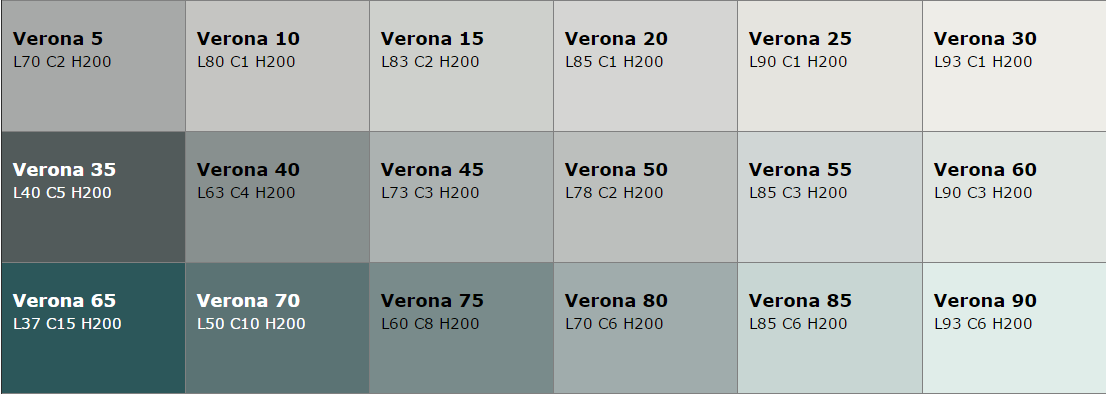 Verona 5
L70 C2 H200
Verona 10
L80 C1 H200
Verona 15
L83 C2 H200
Verona 20
L85 C1 H200
Verona 25
L90 C1 H200
Verona 30
L93 C1 H200
Verona 35
L40 C5 H200
Verona 40
L63 C4 H200
Verona 45
L73 C3 H200
Verona 50
L78 C2 H200
Verona 55
L85 C3 H200
Verona 60
L90 C3 H200
Verona 65
L37 C15 H200
Verona 70
L50 C10 H200
Verona 75
L60 C8 H200
Verona 80
L70 C6 H200
Verona 85
L85 C6 H200
Verona 90
L93 C6 H200